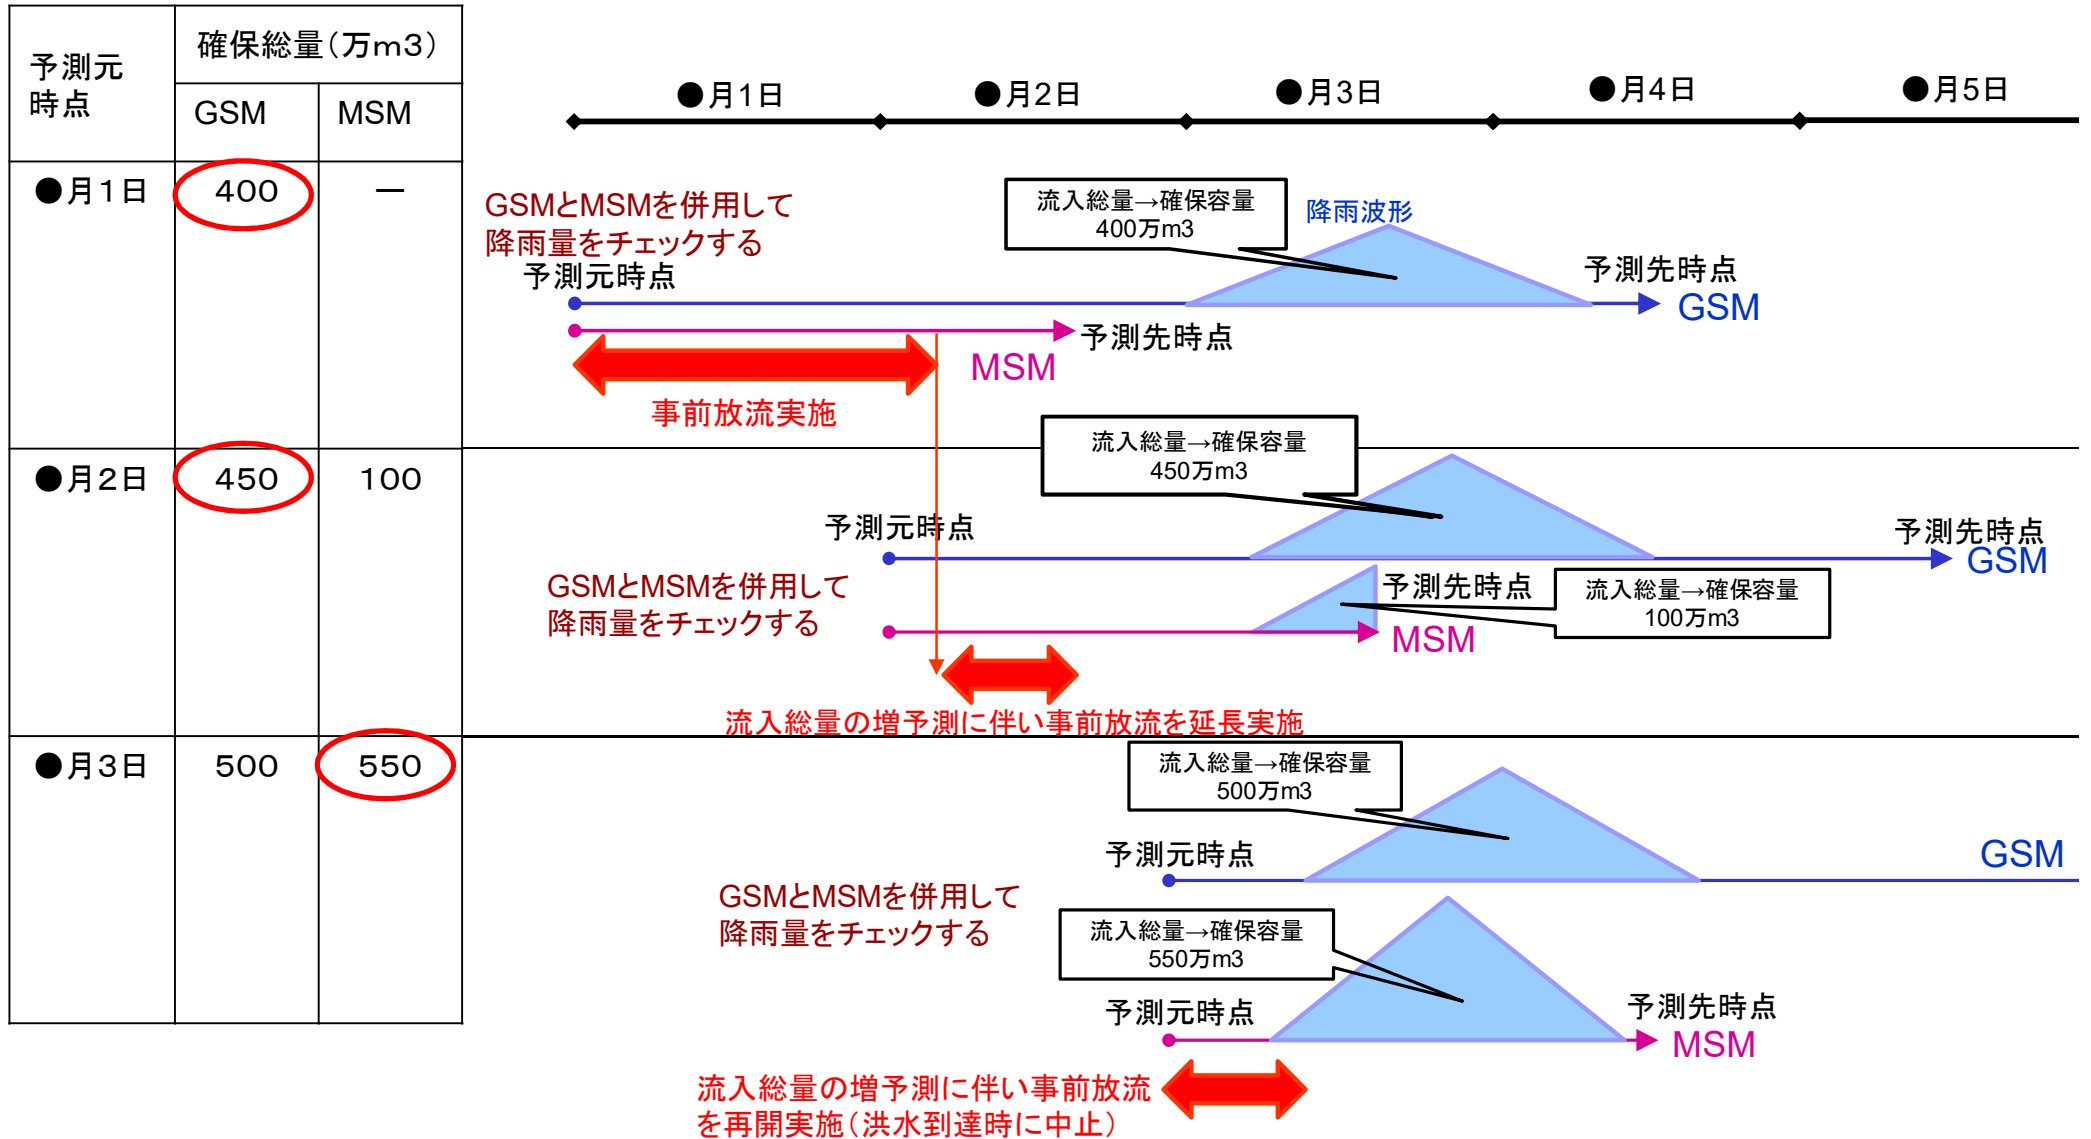 予測元
時点
確保総量(万m3)
GSM
MSM
●月1日
●月2日
●月3日
●月4日
●月5日
●月1日
400
―
GSMとMSMを併用して
降雨量をチェックする
流入総量→確保容量
400万m3
降雨波形
予測元時点
予測先時点
GSM
予測先時点
MSM
事前放流実施
●月2日
450
100
流入総量→確保容量
450万m3
予測元時点
予測先時点
GSM
GSMとMSMを併用して
降雨量をチェックする
予測先時点
MSM
流入総量→確保容量
100万m3
流入総量の増予測に伴い事前放流を延長実施
●月3日
500
550
流入総量→確保容量
500万m3
予測元時点
GSM
GSMとMSMを併用して
降雨量をチェックする
流入総量→確保容量
550万m3
予測元時点
予測先時点
MSM
流入総量の増予測に伴い事前放流
を再開実施(洪水到達時に中止)